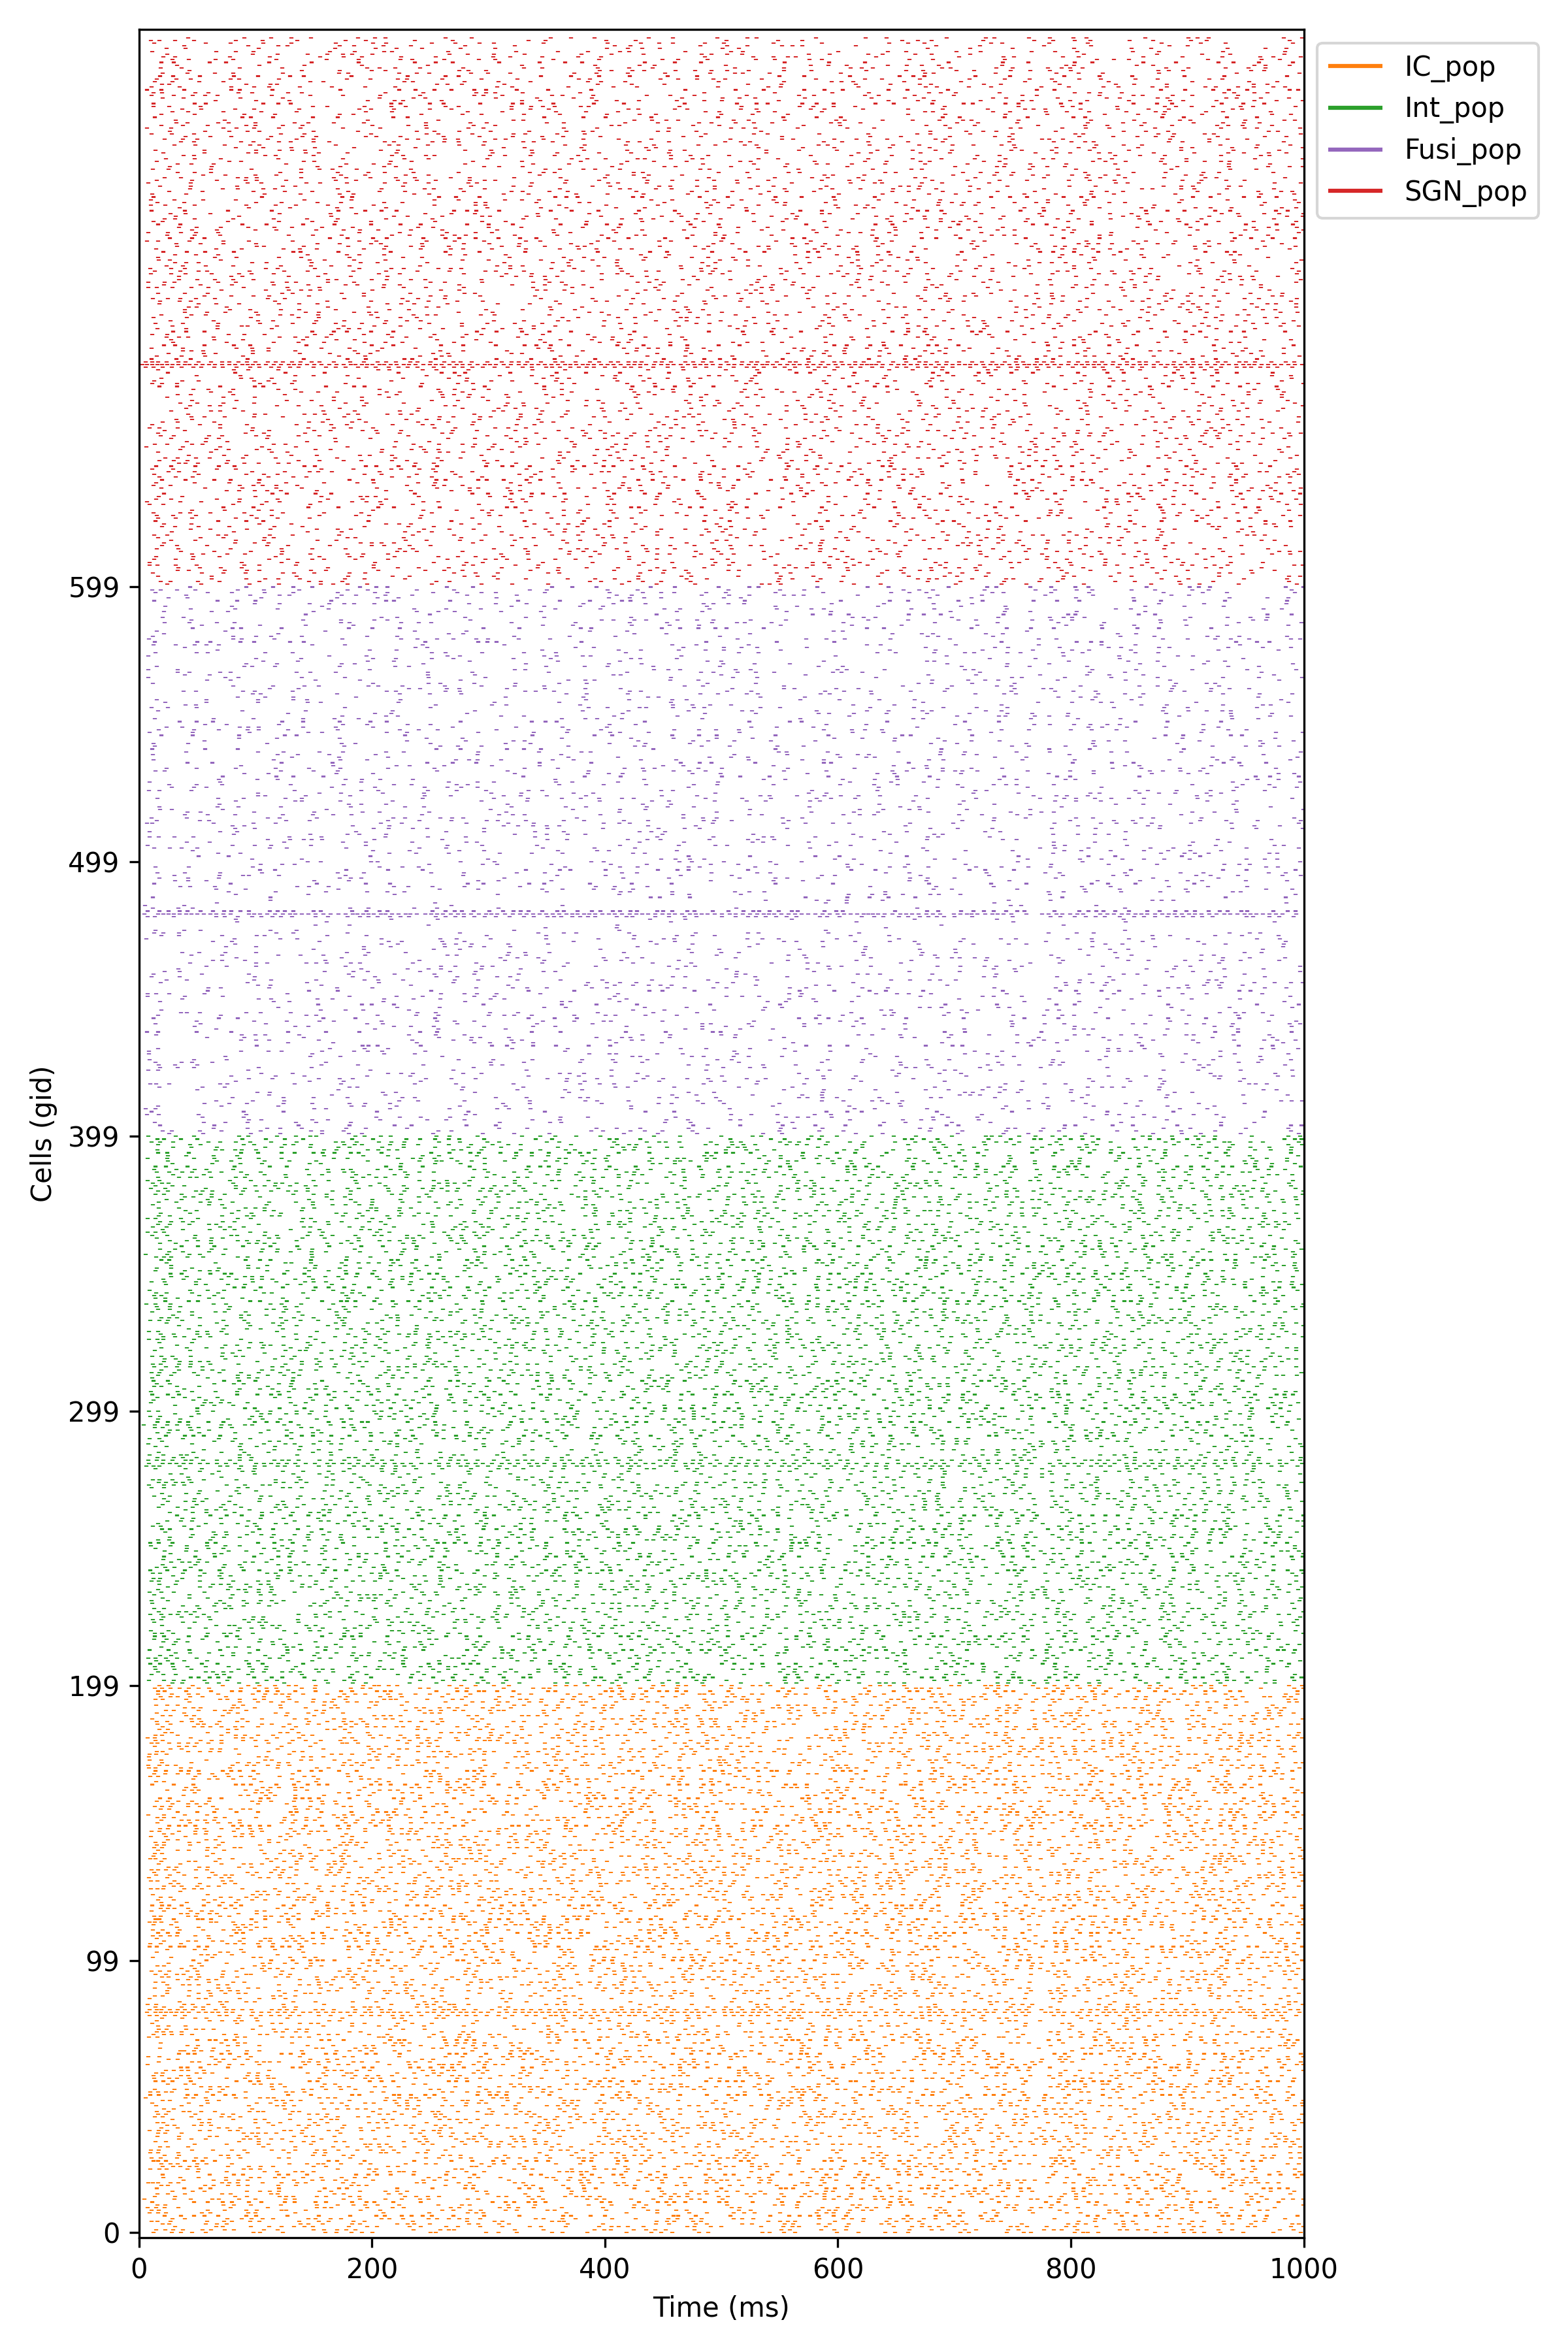 IC_pop
Int_pop
Fusi_pop
SGN_pop
599
499
399
299
199
99
0
Cells (gid)
0 200 400 600 800 1000
Time (ms)